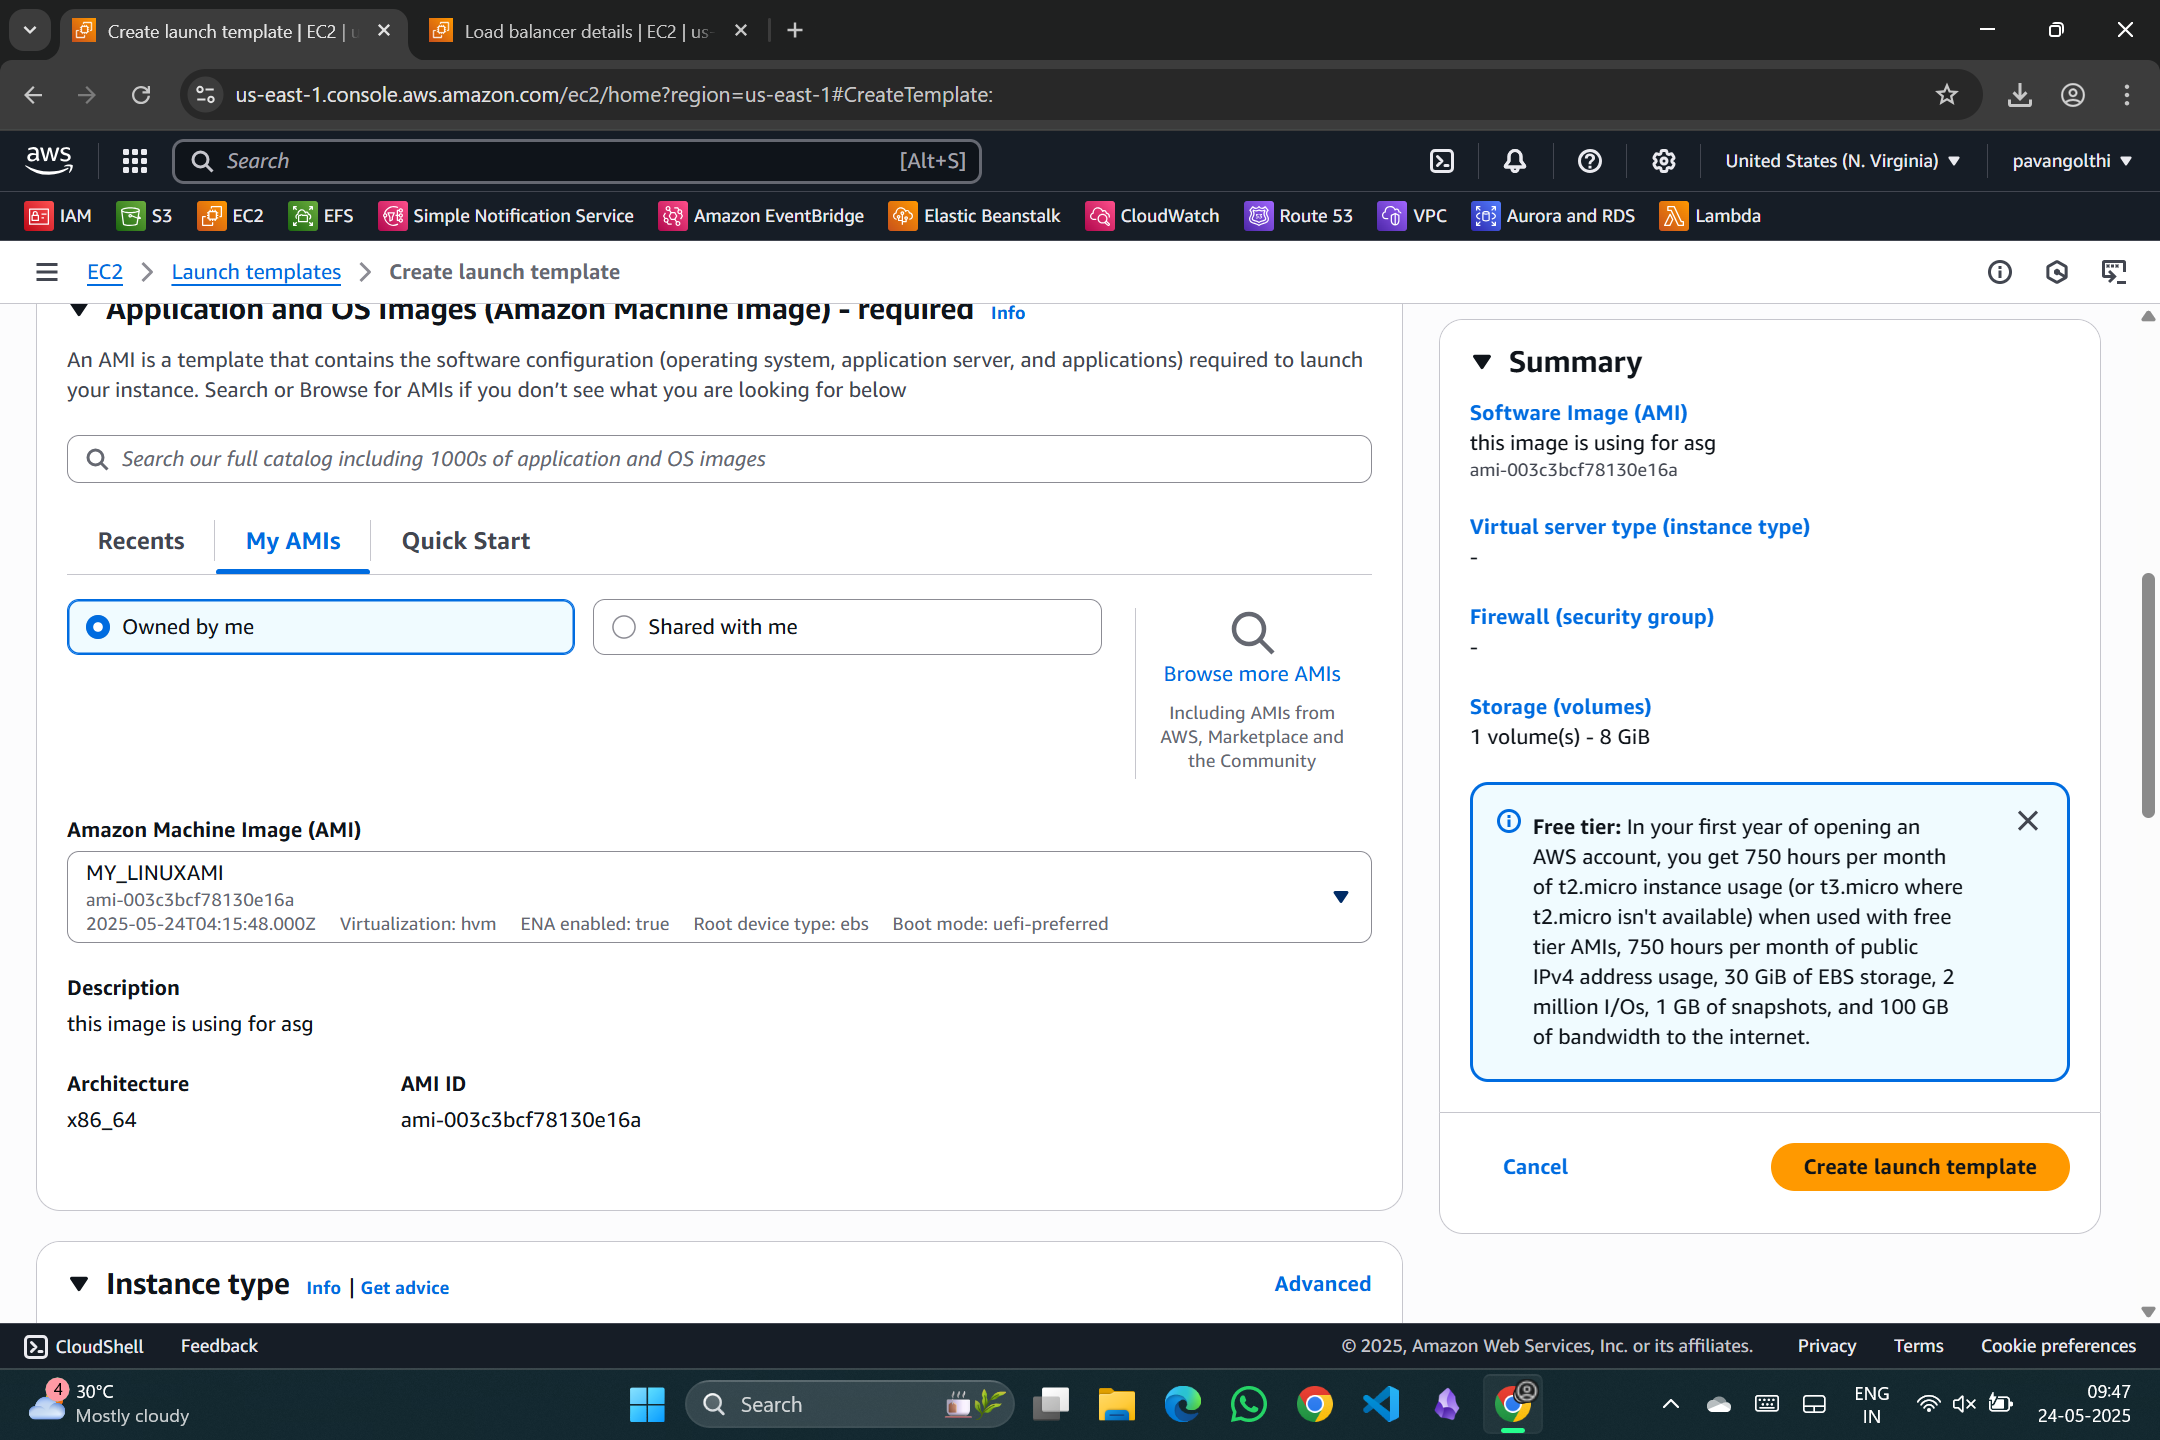 Create launch template | EC2 | u
Load balancer details | EC2 | us-
us-east-1.console.aws.amazon.com/ec2/home?region=us-east-1#CreateTemplate:
aws
Search
[Alt+S]
United States (N. Virginia)
pavangolthi
IAM
S3
EC2
EFS
Simple Notification Service
Amazon EventBridge
Elastic Beanstalk
CloudWatch
Route 53
VPC
Aurora and RDS
Lambda
EC2
Launch templates
Create launch template
Application and OS Images (Amazon Machine Image) - required Info
An AMI is a template that contains the software configuration (operating system, application server, and applications) required to launch
your instance. Search or Browse for AMIs if you don’t see what you are looking for below
Search our full catalog including 1000s of application and OS images
Recents
My AMIs
Quick Start
Owned by me
Shared with me
Browse more AMIs
Including AMIs from
AWS, Marketplace and
the Community
Amazon Machine Image (AMI)
MY_LINUXAMI
ami-003c3bcf78130e16a
2025-05-24T04:15:48.000Z Virtualization: hvm ENA enabled: true Root device type: ebs Boot mode: uefi-preferred
Description
this image is using for asg
Architecture
AMI ID
x86_64
ami-003c3bcf78130e16a
Instance type Info | Get advice
Advanced
Summary
Software Image (AMI)
this image is using for asg
ami-003c3bcf78130e16a
Virtual server type (instance type)
-
Firewall (security group)
-
Storage (volumes)
1 volume(s) - 8 GiB
Free tier: In your first year of opening an
AWS account, you get 750 hours per month
of t2.micro instance usage (or t3.micro where
t2.micro isn't available) when used with free
tier AMIs, 750 hours per month of public
IPv4 address usage, 30 GiB of EBS storage, 2
million I/Os, 1 GB of snapshots, and 100 GB
of bandwidth to the internet.
Cancel
Create launch template
CloudShell
Feedback
© 2025, Amazon Web Services, Inc. or its affiliates.
Privacy
Terms
Cookie preferences
4
30°C
Mostly cloudy
Search
ENG
IN
09:47
24-05-2025